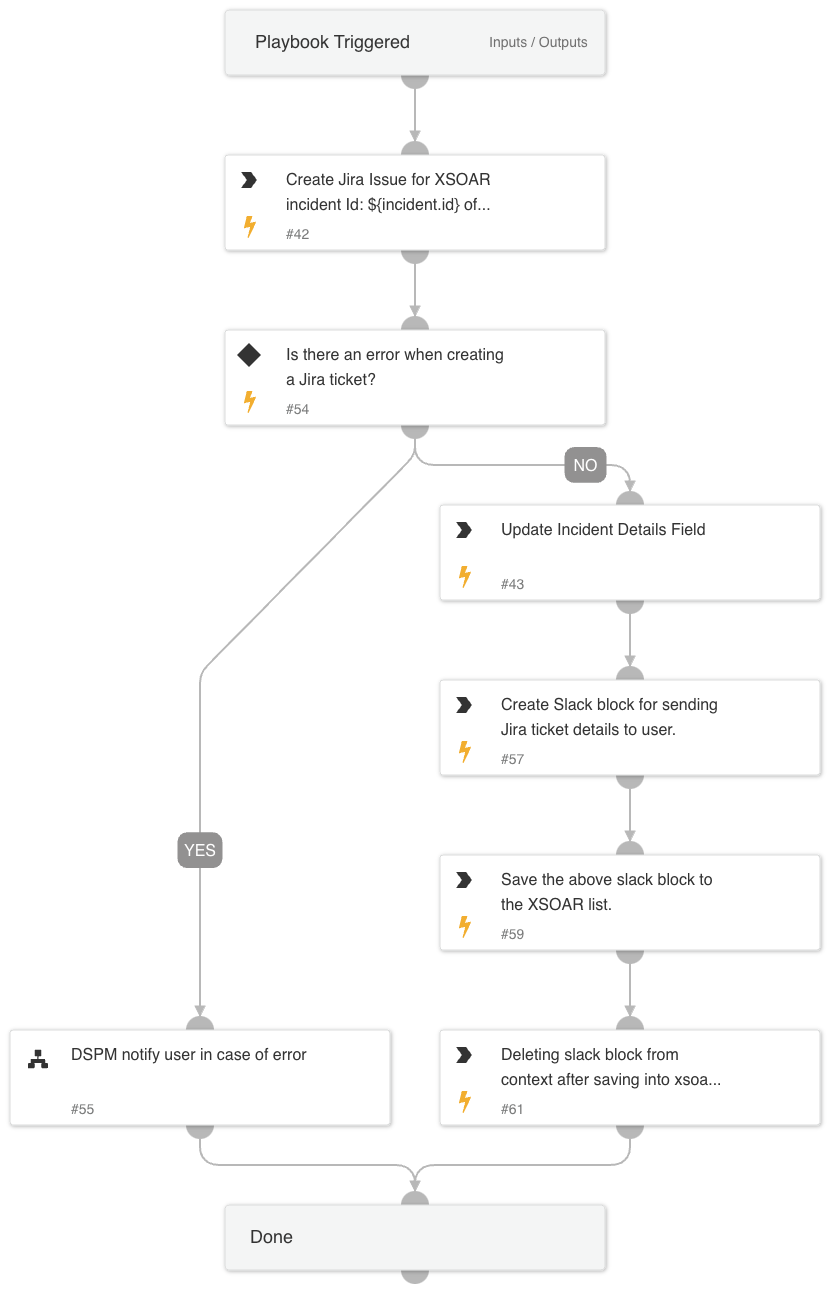 Playbook Triggered
Inputs / Outputs
Create Jira Issue for XSOAR
incident Id: ${incident.id} of...
#42
Is there an error when creating
a Jira ticket?
#54
NO
Update Incident Details Field
#43
Create Slack block for sending
Jira ticket details to user.
#57
YES
Save the above slack block to
the XSOAR list.
#59
DSPM notify user in case of error
#55
Deleting slack block from
context after saving into xsoa...
#61
Done